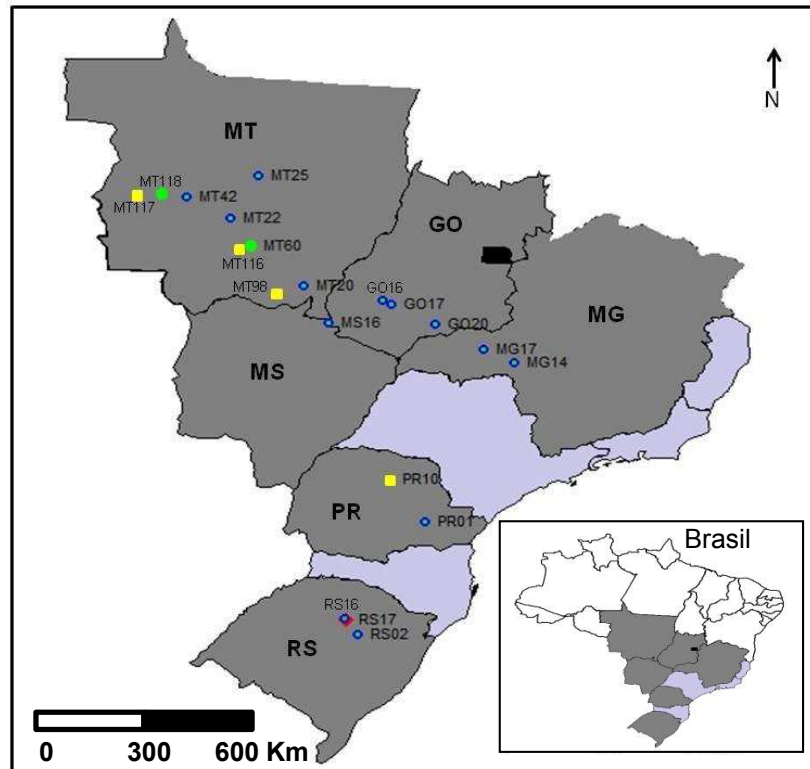 N
MT
MT25
MT118
MT42
MT117
MT22
GO
MT60
MT116
MT20
MT98
GO16
GO17
MS16
GO20
MG
MG17
MG14
MS
PR10
PR
PR01
Brasil
RS16
RS17
RS02
RS
0 300 600 Km